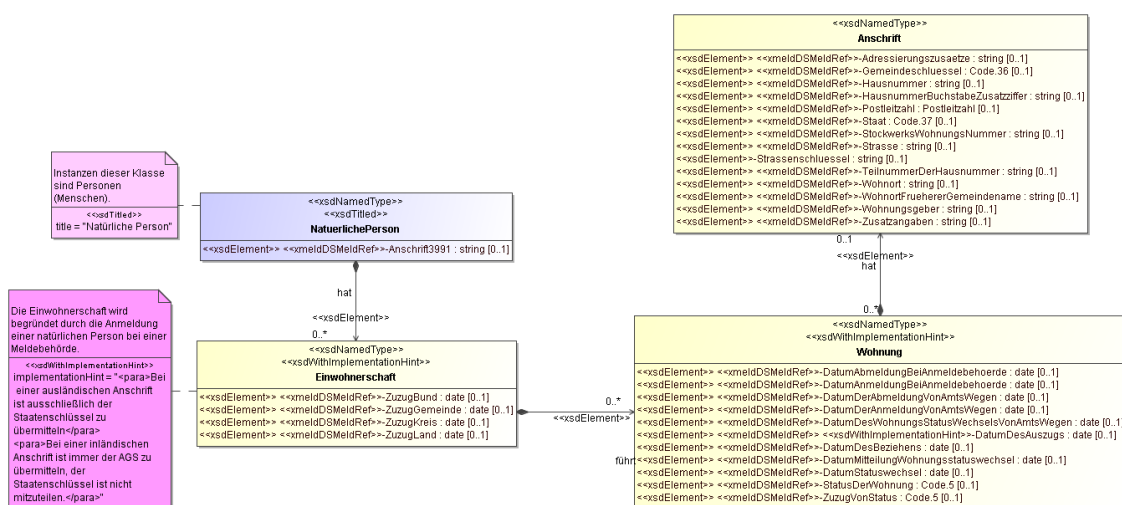 <<xsdNamedType>>
Anschrift
<<xsdElement>> <<xmeldDSMeldRef>>-Adressierungszusaetze : string [0..1]
<<xsdElement>> <<xmeldDSMeldRef>>-Gemeindeschluessel : Code.36 [0..1]
<<xsdElement>> <<xmeldDSMeldRef>>-Hausnummer : string [0..1]
<<xsdElement>> <<xmeldDSMeldRef>>-HausnummerBuchstabeZusatzziffer : string [0..1]
<<xsdElement>> <<xmeldDSMeldRef>>-Postleitzahl : Postleitzahl [0..1]
<<xsdElement>> <<xmeldDSMeldRef>>-Staat : Code.37 [0..1]
<<xsdElement>> <<xmeldDSMeldRef>>-StockwerksWohnungsNummer : string [0..1]
<<xsdElement>> <<xmeldDSMeldRef>>-Strasse : string [0..1]
<<xsdElement>>-Strassenschluessel : string [0..1]
<<xsdElement>> <<xmeldDSMeldRef>>-TeilnummerDerHausnummer : string [0..1]
<<xsdElement>> <<xmeldDSMeldRef>>-Wohnort : string [0..1]
<<xsdElement>> <<xmeldDSMeldRef>>-WohnortFruehererGemeindename : string [0..1]
<<xsdElement>> <<xmeldDSMeldRef>>-Wohnungsgeber : string [0..1]
<<xsdElement>> <<xmeldDSMeldRef>>-Zusatzangaben : string [0..1]
0..1
<<xsdElement>>
hat
0..*
Instanzen dieser Klasse
sind Personen
(Menschen).
<<xsdTitled>>
title = "Natürliche Person"
<<xsdNamedType>>
<<xsdTitled>>
NatuerlichePerson
<<xsdElement>> <<xmeldDSMeldRef>>-Anschrift3991 : string [0..1]
hat
<<xsdElement>>
0..*
Die Einwohnerschaft wird
begründet durch die Anmeldung
einer natürlichen Person bei einer
Meldebehörde.
<<xsdWithImplementationHint>>
implementationHint = "<para>Bei
einer ausländischen Anschrift
ist ausschließlich der
Staatenschlüssel zu
übermitteln</para>
<para>Bei einer inländischen
Anschrift ist immer der AGS zu
übermitteln, der
Staatenschlüssel ist nicht
mitzuteilen.</para>"
<<xsdNamedType>>
<<xsdWithImplementationHint>>
Einwohnerschaft
<<xsdElement>> <<xmeldDSMeldRef>>-ZuzugBund : date [0..1]
<<xsdElement>> <<xmeldDSMeldRef>>-ZuzugGemeinde : date [0..1]
<<xsdElement>> <<xmeldDSMeldRef>>-ZuzugKreis : date [0..1]
<<xsdElement>> <<xmeldDSMeldRef>>-ZuzugLand : date [0..1]
0..*
<<xsdElement>>
führt
<<xsdNamedType>>
<<xsdWithImplementationHint>>
Wohnung
<<xsdElement>> <<xmeldDSMeldRef>>-DatumAbmeldungBeiAnmeldebehoerde : date [0..1]
<<xsdElement>> <<xmeldDSMeldRef>>-DatumAnmeldungBeiAnmeldebehoerde : date [0..1]
<<xsdElement>> <<xmeldDSMeldRef>>-DatumDerAbmeldungVonAmtsWegen : date [0..1]
<<xsdElement>> <<xmeldDSMeldRef>>-DatumDerAnmeldungVonAmtsWegen : date [0..1]
<<xsdElement>> <<xmeldDSMeldRef>>-DatumDesWohnungsStatusWechselsVonAmtsWegen : date [0..1]
<<xsdElement>> <<xmeldDSMeldRef>> <<xsdWithImplementationHint>>-DatumDesAuszugs : date [0..1]
<<xsdElement>> <<xmeldDSMeldRef>>-DatumDesBeziehens : date [0..1]
<<xsdElement>> <<xmeldDSMeldRef>>-DatumMitteilungWohnungsstatuswechsel : date [0..1]
<<xsdElement>> <<xmeldDSMeldRef>>-DatumStatuswechsel : date [0..1]
<<xsdElement>> <<xmeldDSMeldRef>>-StatusDerWohnung : Code.5 [0..1]
<<xsdElement>> <<xmeldDSMeldRef>>-ZuzugVonStatus : Code.5 [0..1]